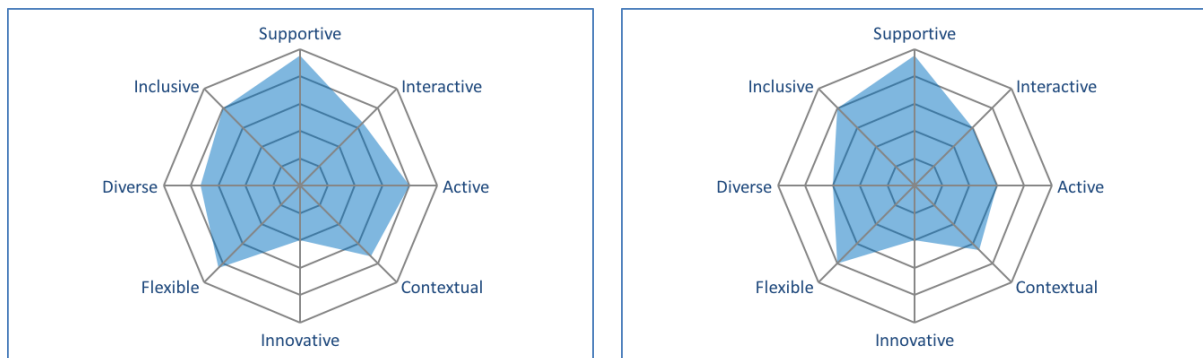 Supportive
Inclusive
Interactive
Diverse
Active
Flexible
Contextual
Innovative
Supportive
Inclusive
Interactive
Diverse
Active
Flexible
Contextual
Innovative